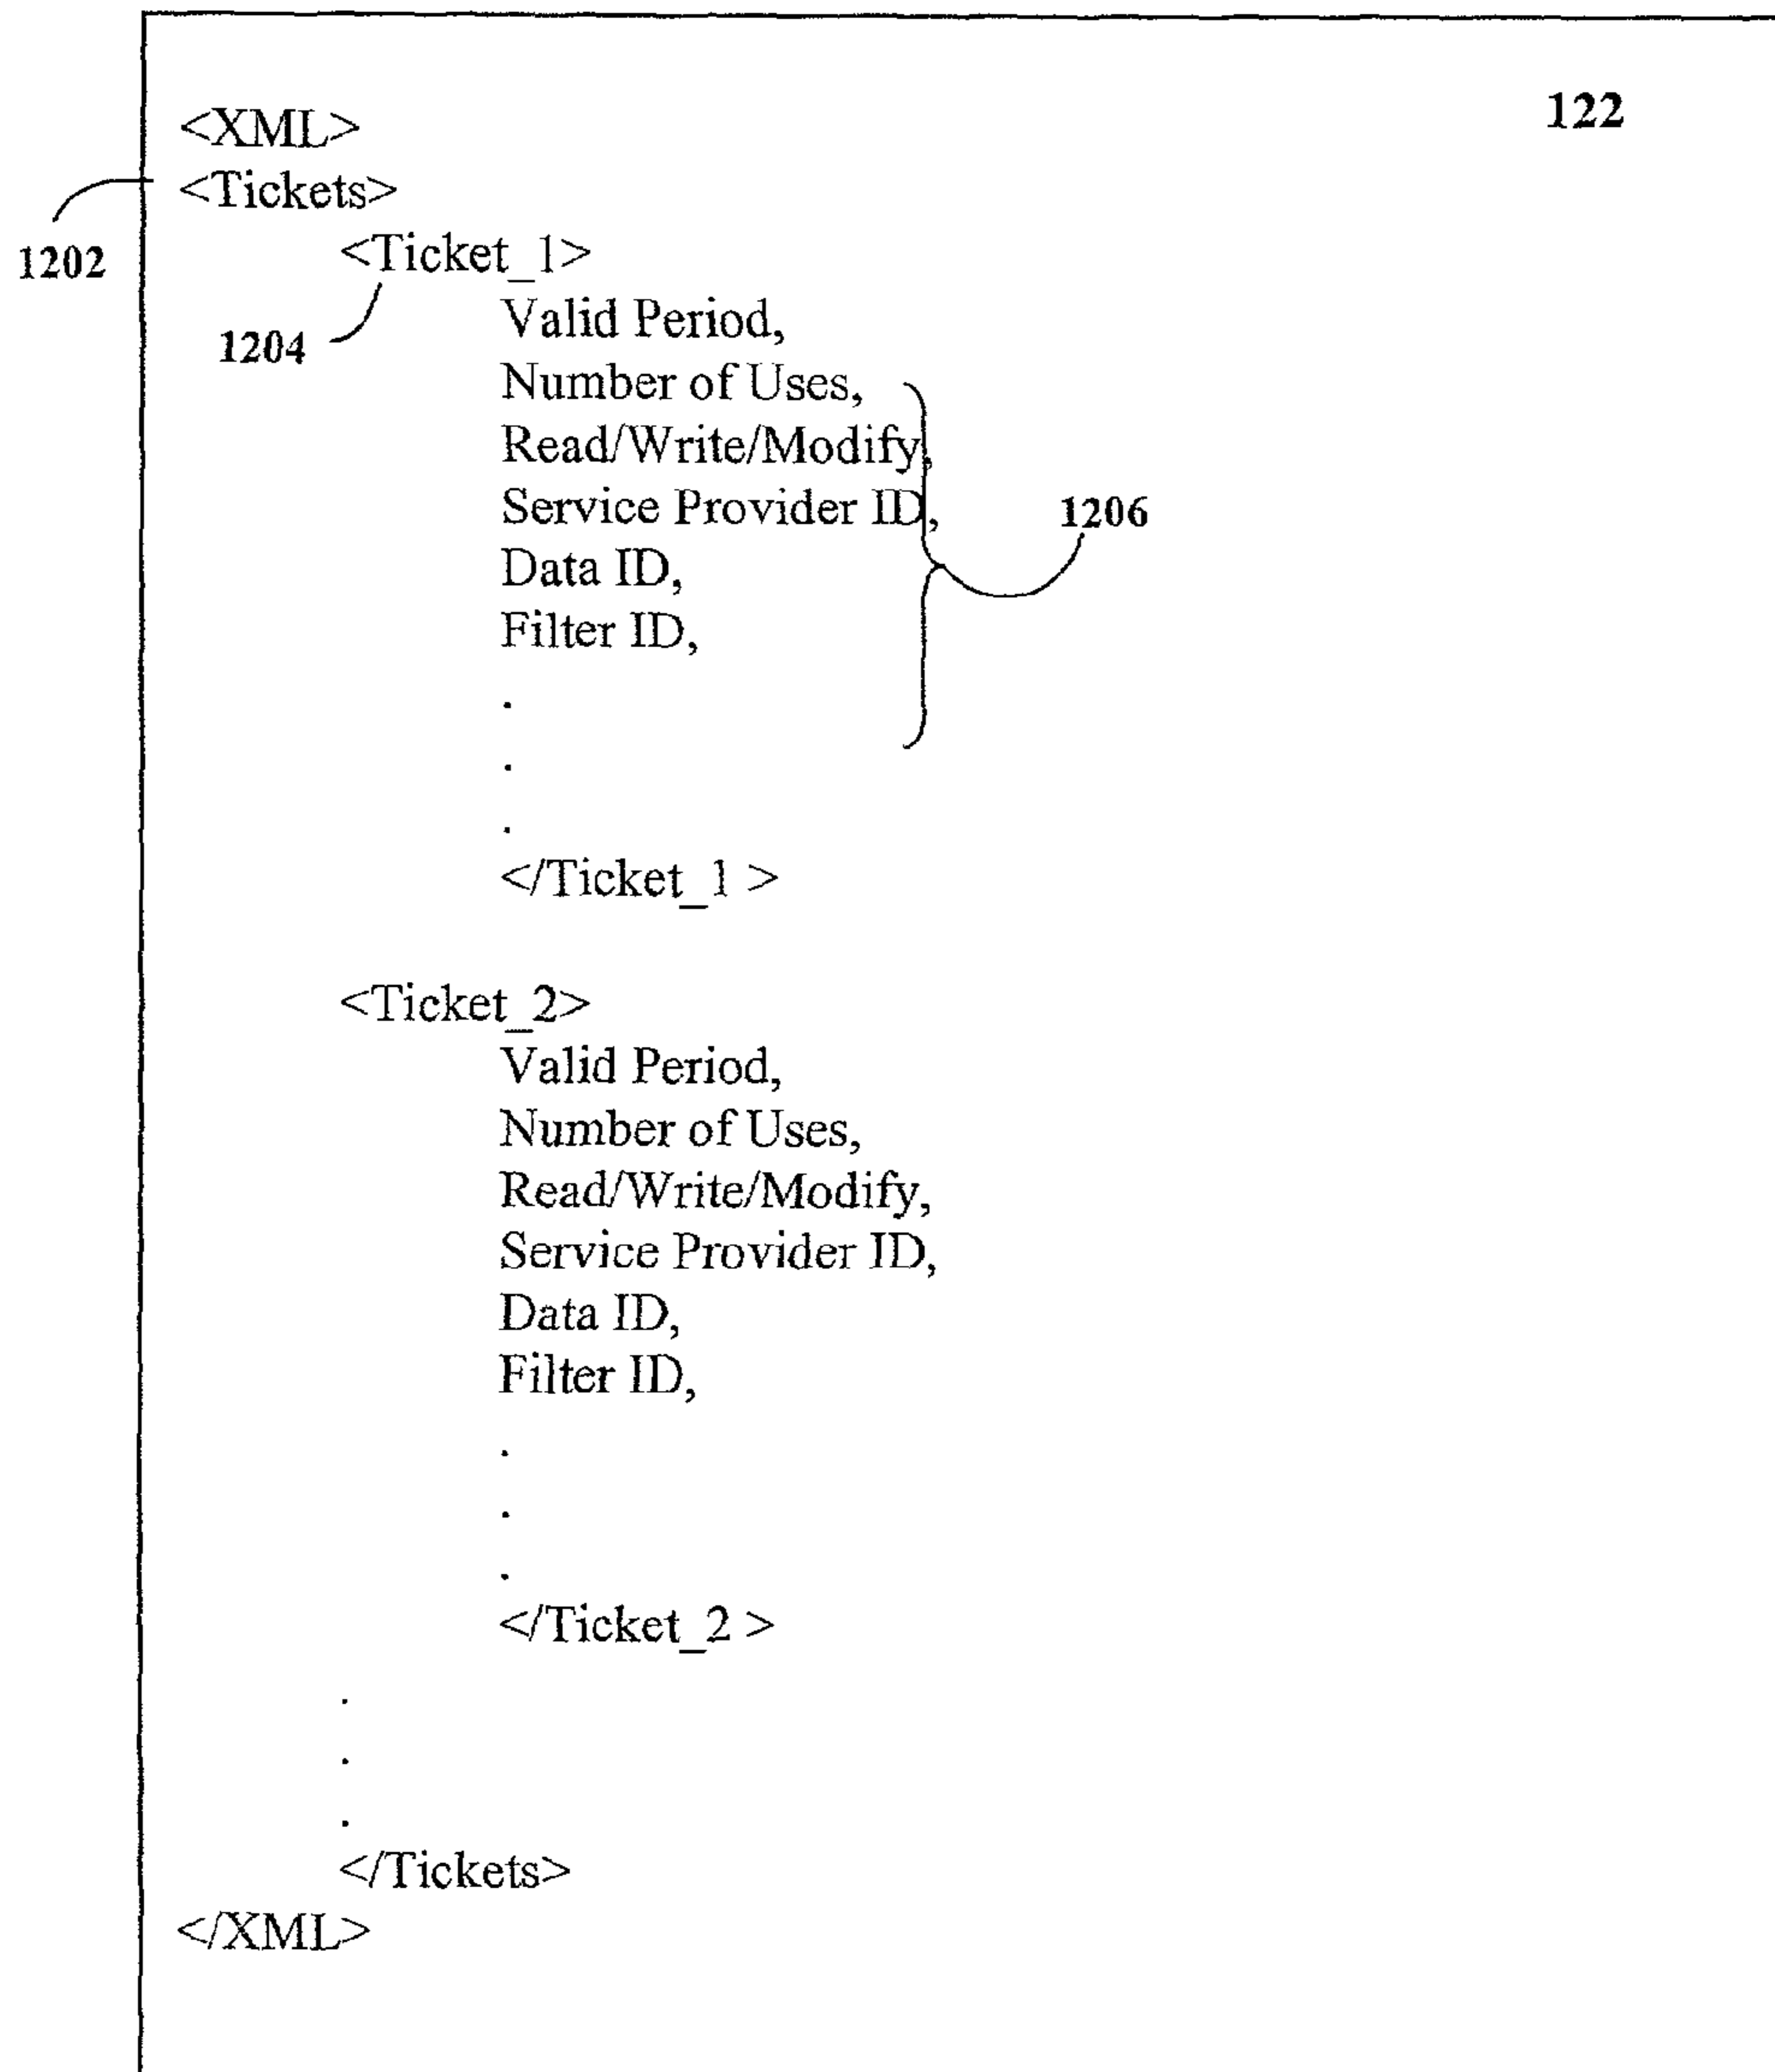 122
<XML>
<Tickets>
1202
<Ticket_1>
1204
Valid Period,
Number of Uses,
Read/Write/Modify,
Service Provider ID,
1206
Data ID,
Filter ID,
.
.
.
</Ticket_1 >
<Ticket_2>
Valid Period,
Number of Uses,
Read/Write/Modify,
Service Provider ID,
Data ID,
Filter ID,
.
.
.
</Ticket_2 >
.
.
.
</Tickets>
</XML>